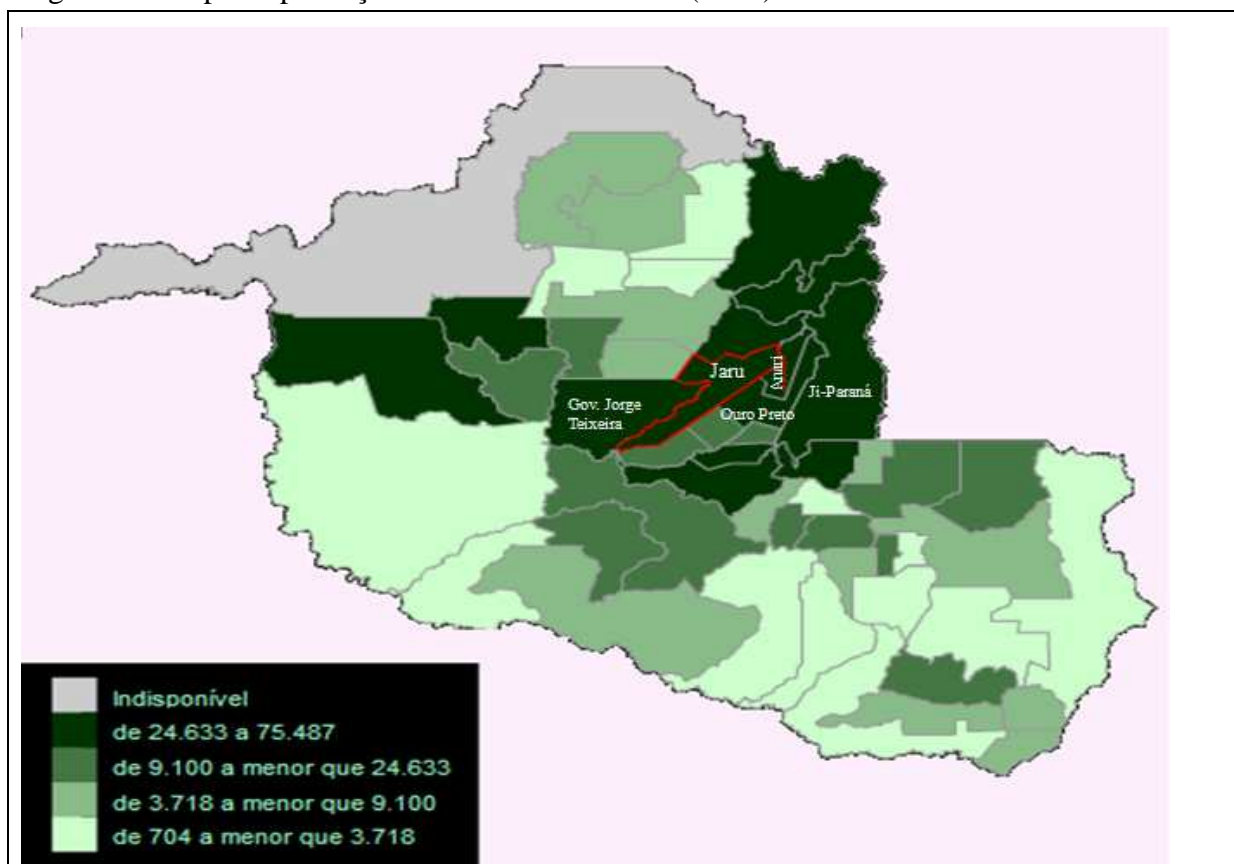 Jaru
Anari
Ji-Paraná
Gov. Jorge
Teixeira
Ouro Preto
Indisponível
de 24.633 a 75.487
de 9.100 a menor que 24.633
de 3.718 a menor que 9.100
de 704 a menor que 3.718